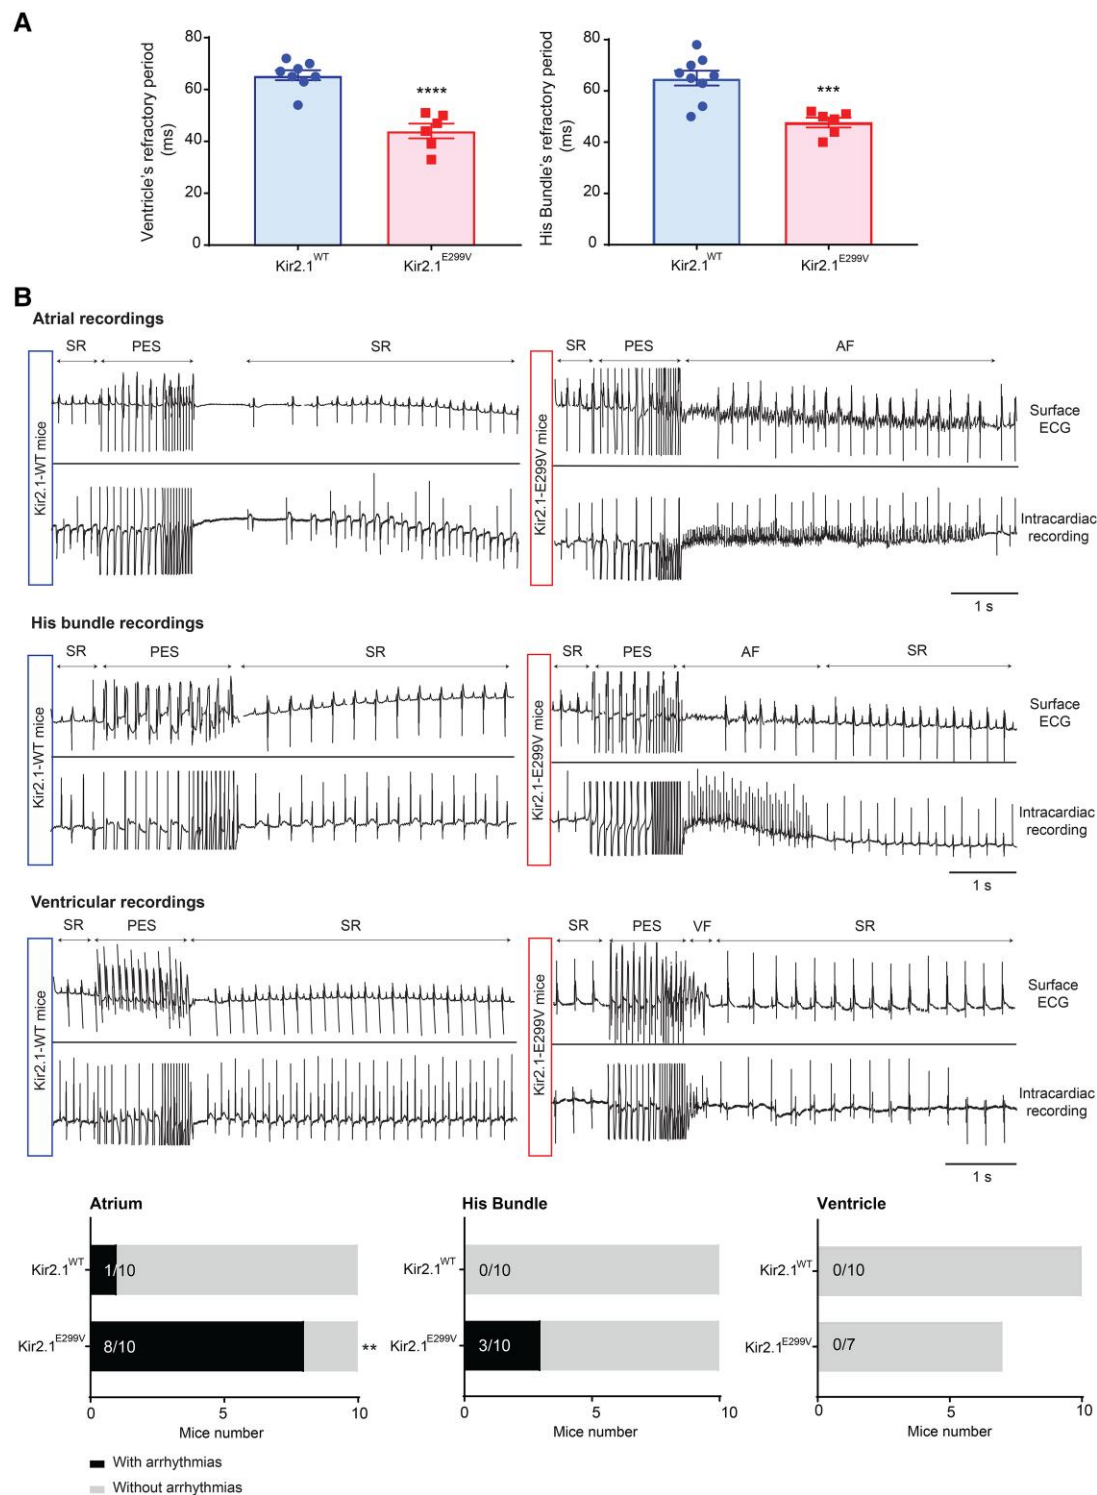 A
Ventricle's refractory period
(ms)
80
60
40
20
0
****
Kir2.1WT
Kir2.1E299V
His Bundle's refractory period
(ms)
80
60
40
20
0
***
Kir2.1WT
Kir2.1E299V
B
Atrial recordings
Kir2.1-WT mice
SR PES SR
Kir2.1-E299V mice
SR PES AF
Surface
ECG
Intracardiac
recording
1 s
His bundle recordings
Kir2.1-WT mice
SR PES SR
Kir2.1-E299V mice
SR PES AF SR
Surface
ECG
Intracardiac
recording
1 s
Ventricular recordings
Kir2.1-WT mice
SR PES SR
Kir2.1-E299V mice
SR PES VF SR
Surface
ECG
Intracardiac
recording
1 s
Atrium
Kir2.1WT 1/10
Kir2.1E299V 8/10 **
0 5 10
Mice number
His Bundle
Kir2.1WT 0/10
Kir2.1E299V 3/10
0 5 10
Mice number
Ventricle
Kir2.1WT 0/10
Kir2.1E299V 0/7
0 5 10
Mice number
With arrhythmias
Without arrhythmias